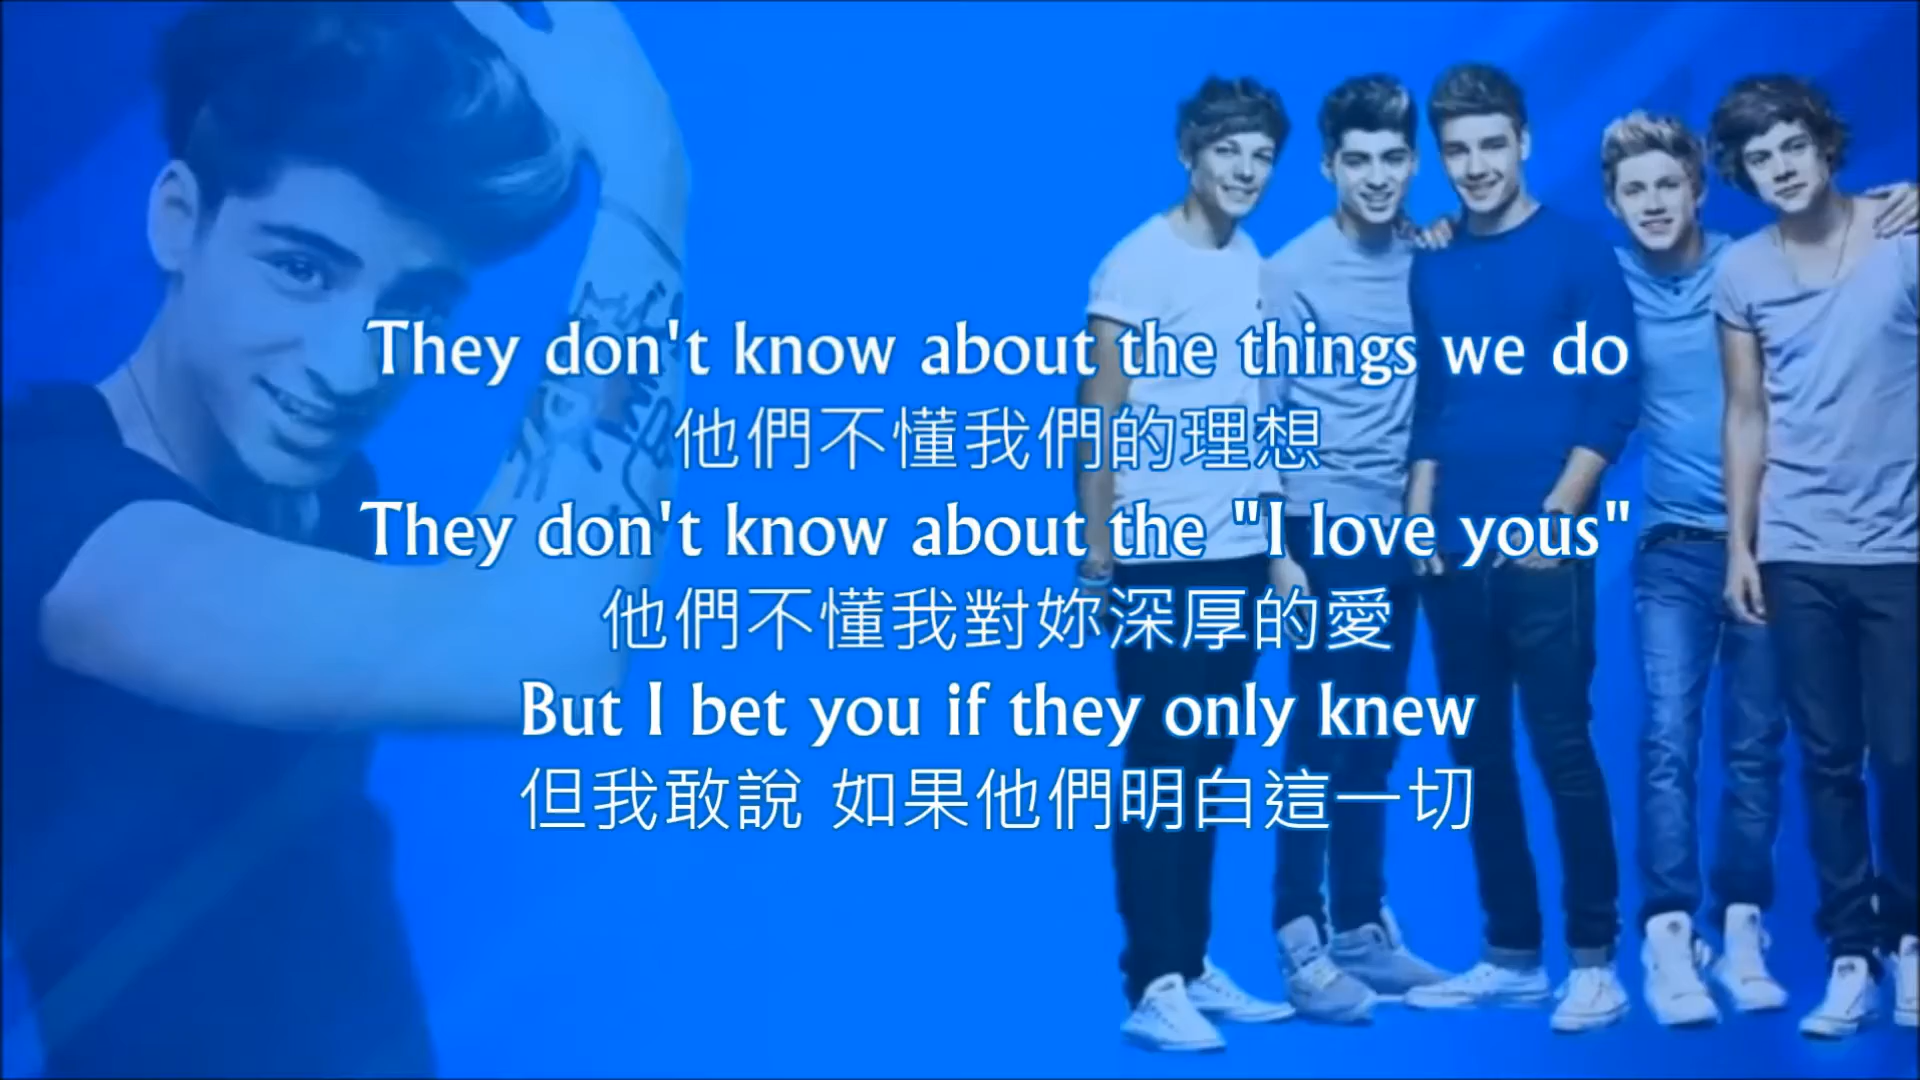 They don't know about the things we do
他們不懂我們的理想
They don't know about the "I love yous"
他們不懂我對妳深厚的愛
But I bet you if they only knew
但我敢說 如果他們明白這一切